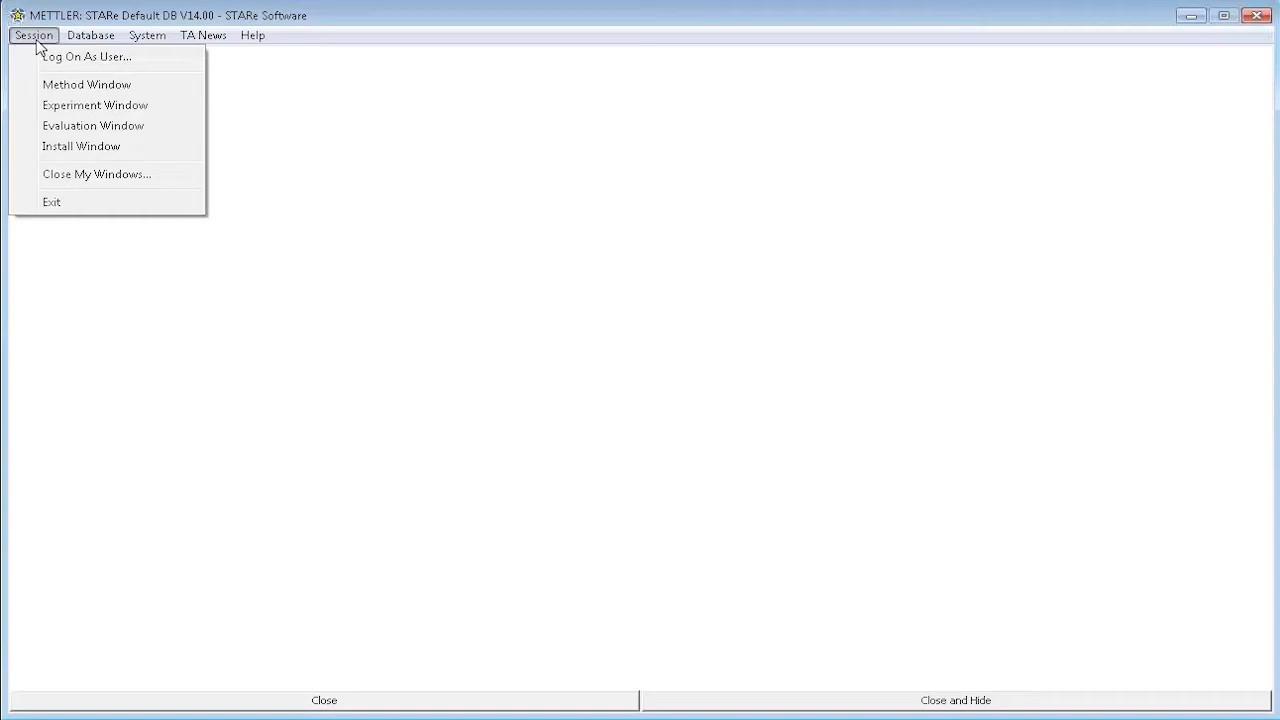 METTLER: STARe Default DB V14.00 - STARe Software
Session Database System TA News Help
Log On As User...
Method Window
Experiment Window
Evaluation Window
Install Window
Close My Windows...
Exit
Close Close and Hide